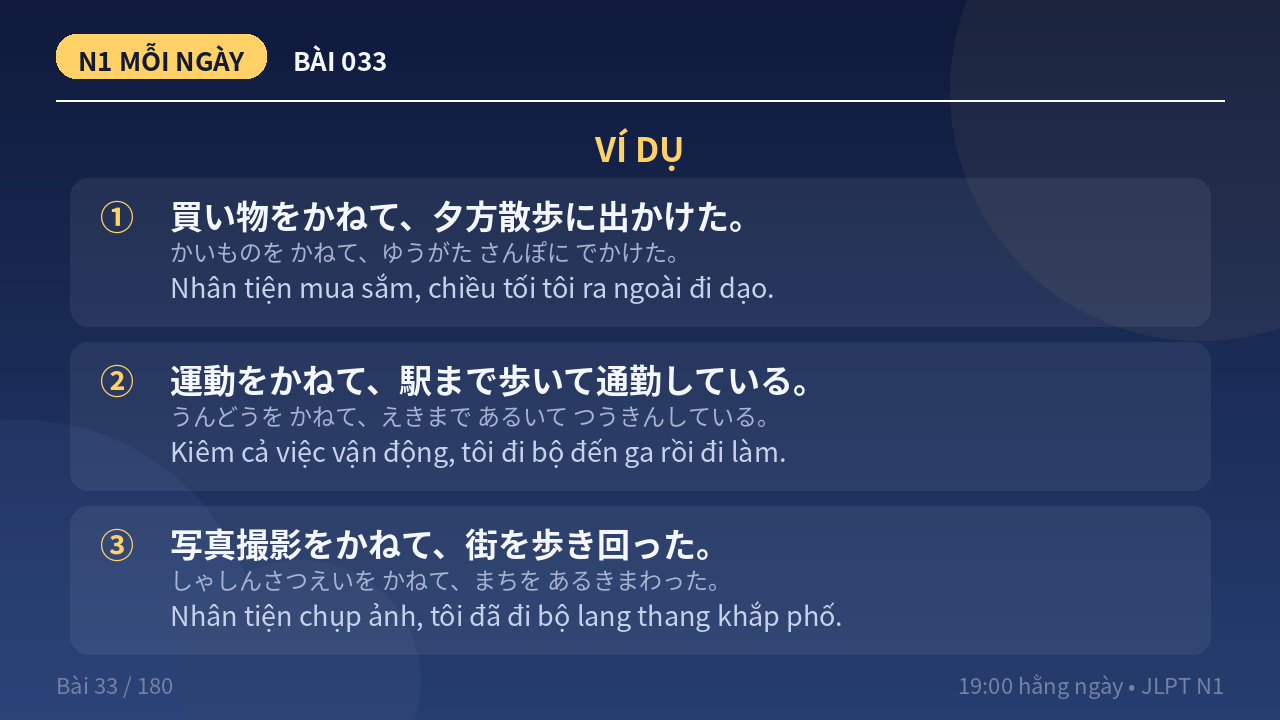 N1 MỖI NGÀY BÀI 033
VÍ DỤ
① 買い物をかねて、夕方散歩に出かけた。
かいものを かねて、ゆうがた さんぽに でかけた。
Nhân tiện mua sắm, chiều tối tôi ra ngoài đi dạo.
② 運動をかねて、駅まで歩いて通勤している。
うんどうを かねて、えきまで あるいて つうきんしている。
Kiêm cả việc vận động, tôi đi bộ đến ga rồi đi làm.
③ 写真撮影をかねて、街を歩き回った。
しゃしんさつえいを かねて、まちを あるきまわった。
Nhân tiện chụp ảnh, tôi đã đi bộ lang thang khắp phố.
Bài 33 / 180 19:00 hằng ngày • JLPT N1